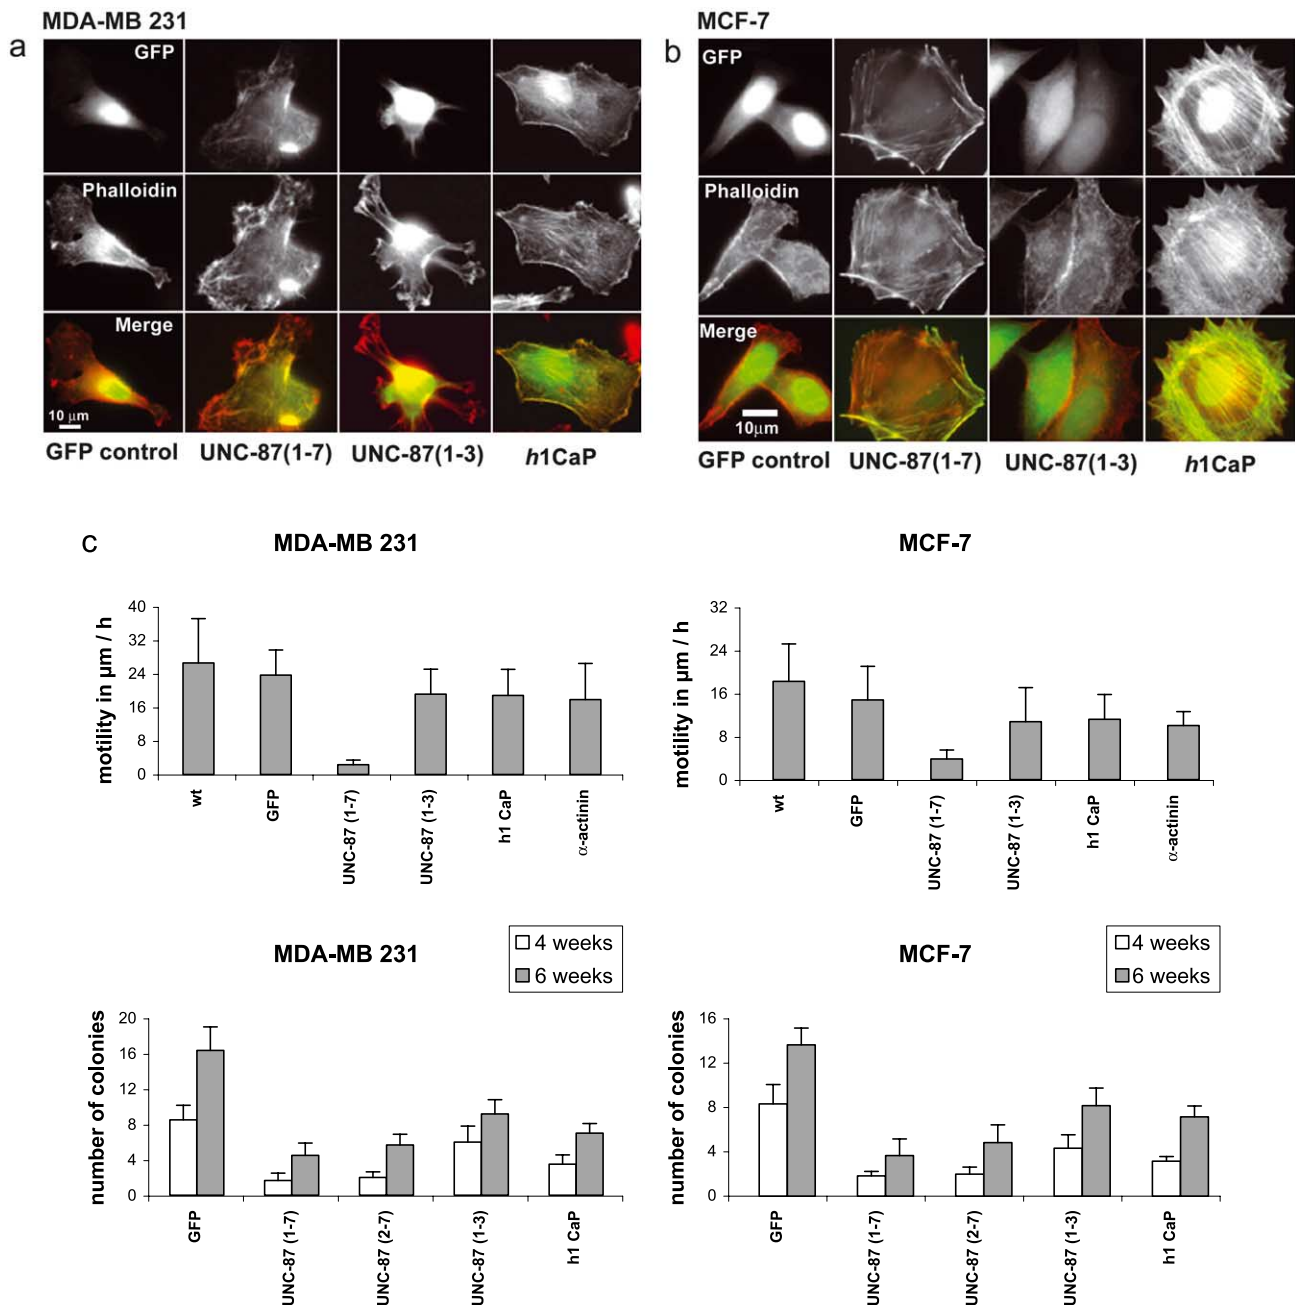 MDA-MB 231
MCF-7
a
b
GFP
GFP
Phalloidin
Phalloidin
Merge
Merge
10 µm
10µm
GFP control
UNC-87(1-7)
UNC-87(1-3)
h1CaP
GFP control
UNC-87(1-7)
UNC-87(1-3)
h1CaP
c
MDA-MB 231
motility in µm / h
40
32
24
16
8
0
wt
GFP
UNC-87 (1-7)
UNC-87 (1-3)
h1 CaP
α-actinin
MCF-7
motility in µm / h
32
24
16
8
0
wt
GFP
UNC-87 (1-7)
UNC-87 (1-3)
h1 CaP
α-actinin
MDA-MB 231
4 weeks
6 weeks
number of colonies
20
16
12
8
4
0
GFP
UNC-87 (1-7)
UNC-87 (2-7)
UNC-87 (1-3)
h1 CaP
MCF-7
4 weeks
6 weeks
number of colonies
16
12
8
4
0
GFP
UNC-87 (1-7)
UNC-87 (2-7)
UNC-87 (1-3)
h1 CaP